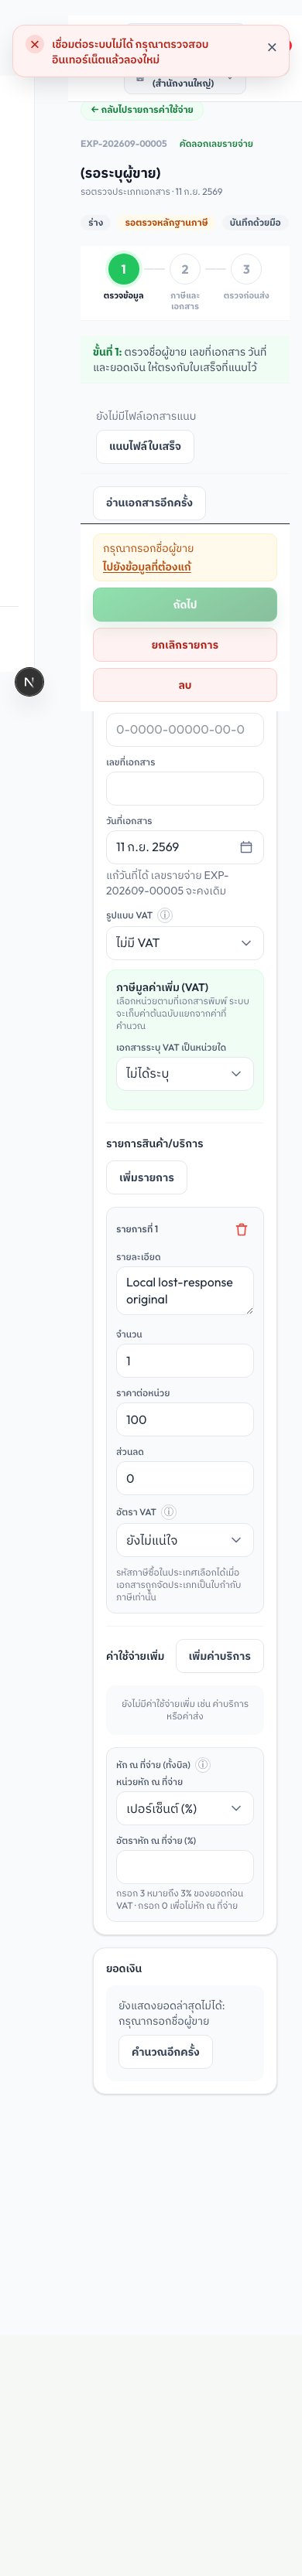 เชื่อมต่อระบบไม่ได้ กรุณาตรวจสอบ
อินเทอร์เน็ตแล้วลองใหม่
(สำนักงานใหญ่)
← กลับไปรายการค่าใช้จ่าย
EXP-202609-00005 คัดลอกเลขรายจ่าย
(รอระบุผู้ขาย)
รอตรวจประเภทเอกสาร · 11 ก.ย. 2569
ร่าง รอตรวจหลักฐานภาษี บันทึกด้วยมือ
1 2 3
ตรวจข้อมูล ภาษีและ ตรวจก่อนส่ง
เอกสาร
ขั้นที่ 1: ตรวจชื่อผู้ขาย เลขที่เอกสาร วันที่
และยอดเงิน ให้ตรงกับใบเสร็จที่แนบไว้
ยังไม่มีไฟล์เอกสารแนบ
แนบไฟล์ใบเสร็จ
อ่านเอกสารอีกครั้ง
กรุณากรอกชื่อผู้ขาย
ไปยังข้อมูลที่ต้องแก้
ถัดไป
ยกเลิกรายการ
ลบ
N
0-0000-00000-00-0
เลขที่เอกสาร
วันที่เอกสาร
11 ก.ย. 2569
แก้วันที่ได้ เลขรายจ่าย EXP-
202609-00005 จะคงเดิม
รูปแบบ VAT ⓘ
ไม่มี VAT
ภาษีมูลค่าเพิ่ม (VAT)
เลือกหน่วยตามที่เอกสารพิมพ์ ระบบ
จะเก็บค่าต้นฉบับแยกจากค่าที่
คำนวณ
เอกสารระบุ VAT เป็นหน่วยใด
ไม่ได้ระบุ
รายการสินค้า/บริการ
เพิ่มรายการ
รายการที่ 1
รายละเอียด
Local lost-response
original
จำนวน
1
ราคาต่อหน่วย
100
ส่วนลด
0
อัตรา VAT ⓘ
ยังไม่แน่ใจ
รหัสภาษีซื้อในประเทศเลือกได้เมื่อ
เอกสารถูกจัดประเภทเป็นใบกำกับ
ภาษีเท่านั้น
ค่าใช้จ่ายเพิ่ม เพิ่มค่าบริการ
ยังไม่มีค่าใช้จ่ายเพิ่ม เช่น ค่าบริการ
หรือค่าส่ง
หัก ณ ที่จ่าย (ทั้งบิล) ⓘ
หน่วยหัก ณ ที่จ่าย
เปอร์เซ็นต์ (%)
อัตราหัก ณ ที่จ่าย (%)
กรอก 3 หมายถึง 3% ของยอดก่อน
VAT · กรอก 0 เพื่อไม่หัก ณ ที่จ่าย
ยอดเงิน
ยังแสดงยอดล่าสุดไม่ได้:
กรุณากรอกชื่อผู้ขาย
คำนวณอีกครั้ง